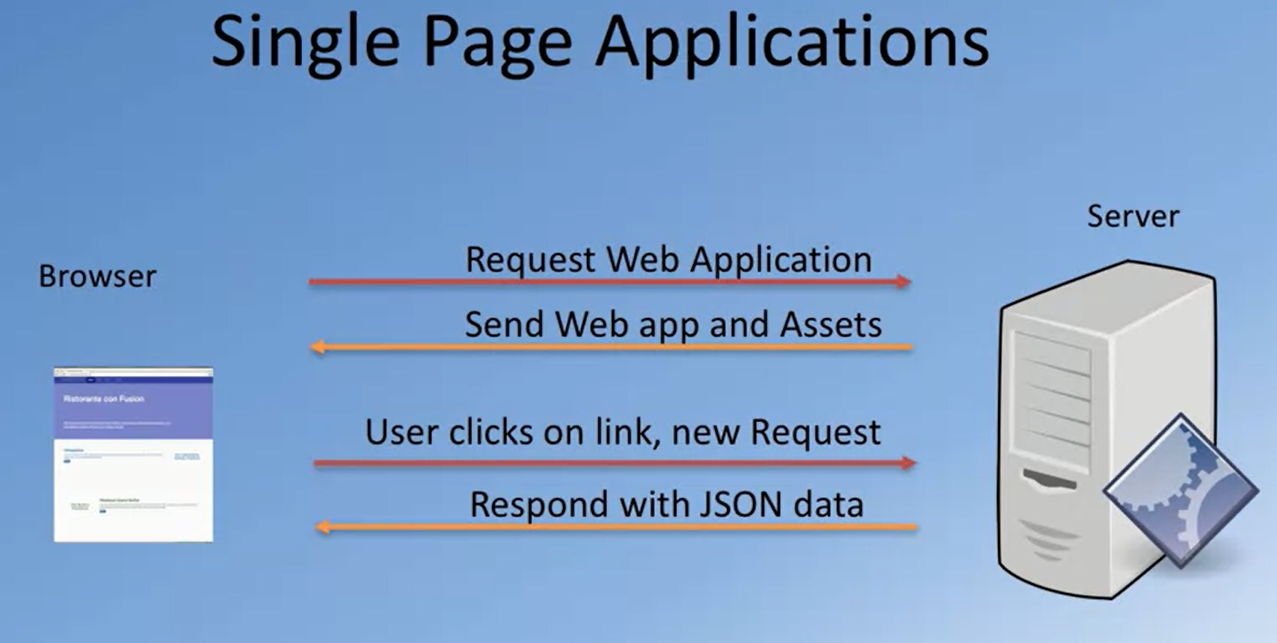 Single Page Applications
Server
Browser
Request Web Application
Send Web app and Assets
Ristorante con Fusion
User clicks on link, new Request
Respond with JSON data